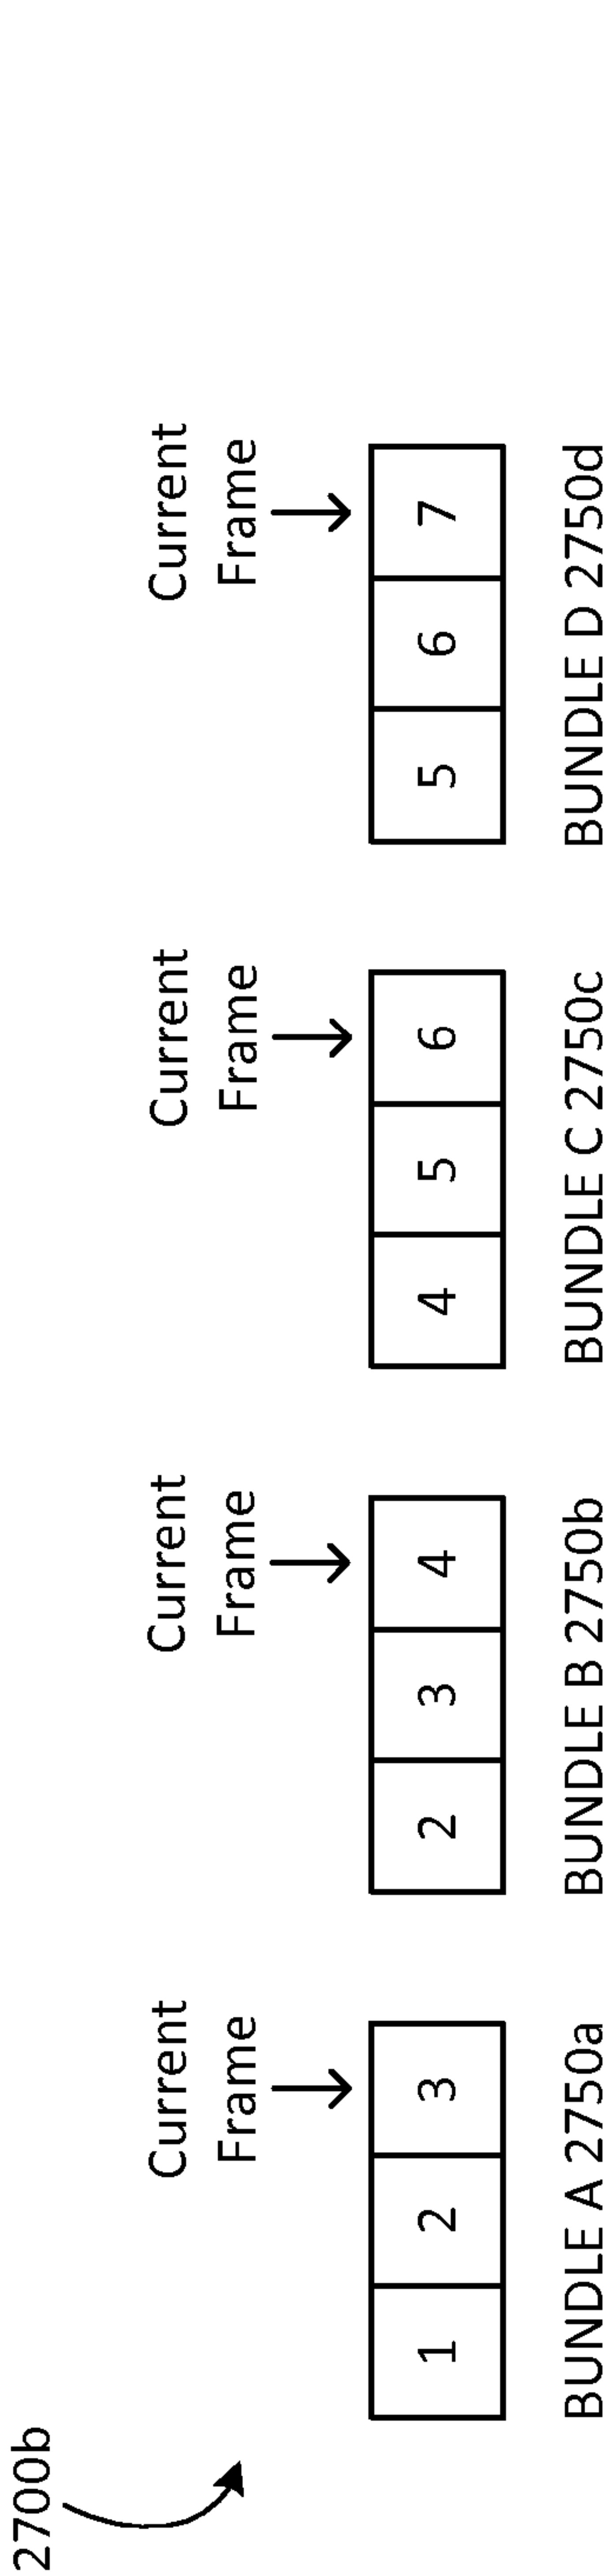 2700b
Current
Frame
Current
Frame
Current
Frame
Current
Frame
1 2 3
2 3 4
4 5 6
5 6 7
BUNDLE A 2750a
BUNDLE B 2750b
BUNDLE C 2750c
BUNDLE D 2750d